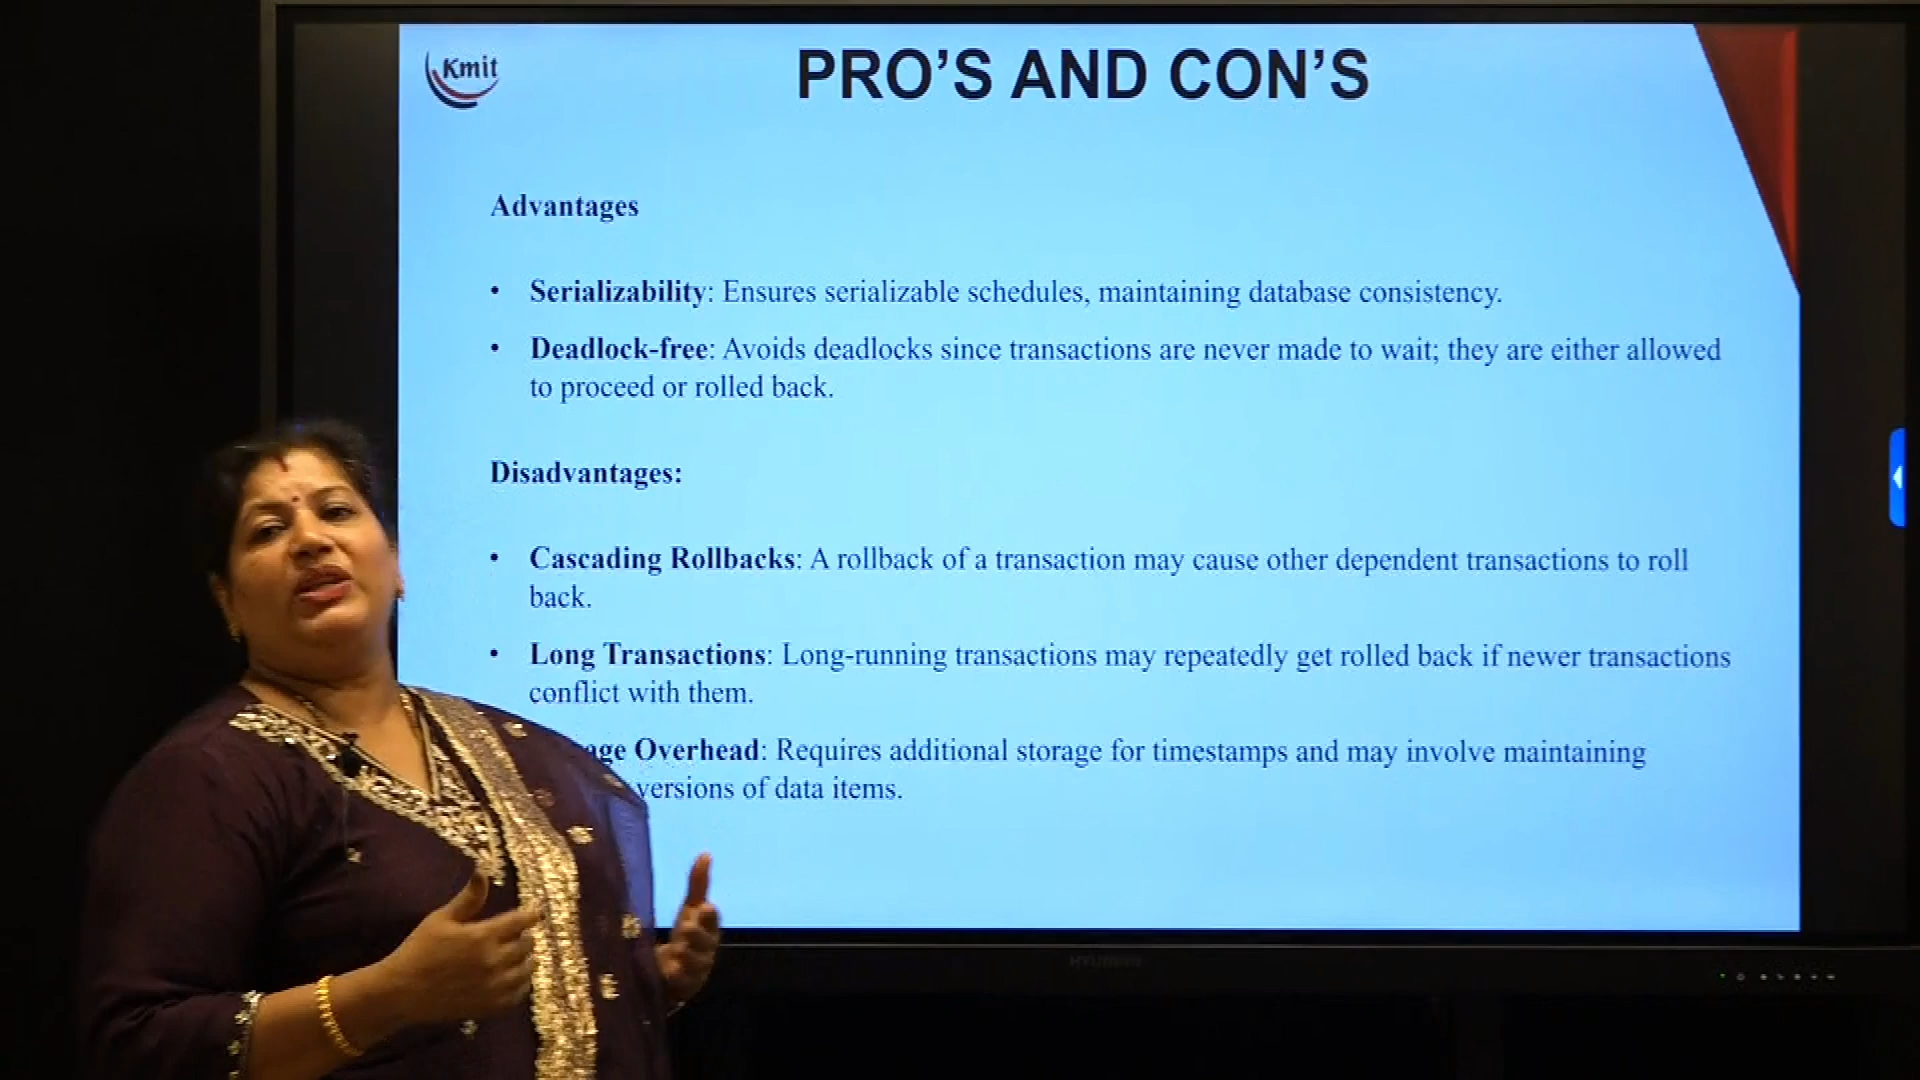 Kmit
PRO’S AND CON’S
Advantages
• Serializability: Ensures serializable schedules, maintaining database consistency.
• Deadlock-free: Avoids deadlocks since transactions are never made to wait; they are either allowed
to proceed or rolled back.
Disadvantages:
• Cascading Rollbacks: A rollback of a transaction may cause other dependent transactions to roll
back.
• Long Transactions: Long-running transactions may repeatedly get rolled back if newer transactions
conflict with them.
Overhead: Requires additional storage for timestamps and may involve maintaining
versions of data items.
HYUNDAI